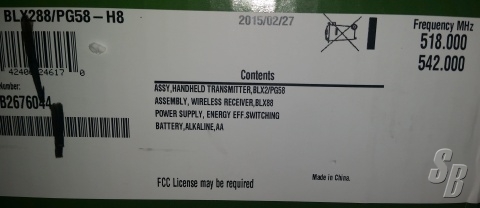 BLX288/PG58-H8
2015/02/27
Frequency MHz
518.000
542.000
Number:
Contents
ASSY,HANDHELD TRANSMITTER,BLX2/PG58
ASSEMBLY, WIRELESS RECEIVER,BLX88
POWER SUPPLY, ENERGY EFF.SWITCHING
BATTERY,ALKALINE,AA
FCC License may be required
Made in China.
SB